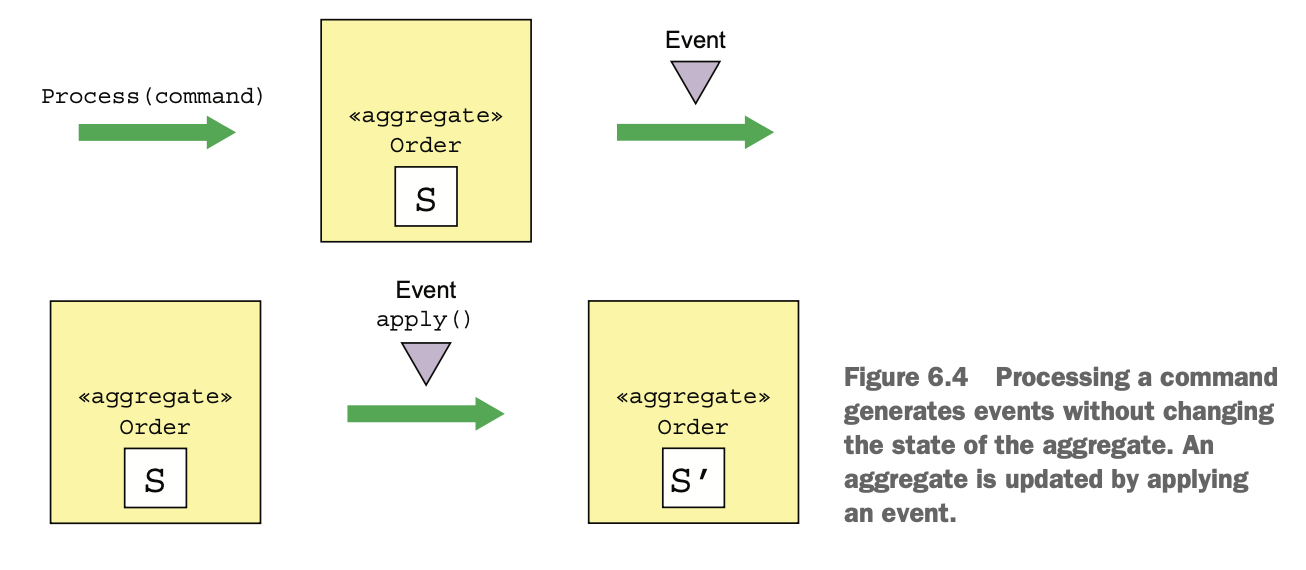 Event
Process(command)
«aggregate»
Order
S
Event
apply()
«aggregate»
Order
S
«aggregate»
Order
S′
Figure 6.4 Processing a command
generates events without changing
the state of the aggregate. An
aggregate is updated by applying
an event.